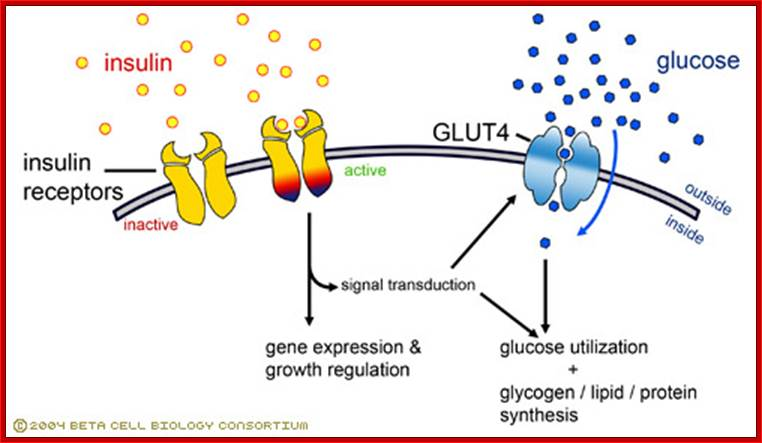 insulin
glucose
GLUT4
insulin
receptors
active
inactive
outside
inside
signal transduction
gene expression &
growth regulation
glucose utilization
+
glycogen / lipid / protein
synthesis
©2004 BETA CELL BIOLOGY CONSORTIUM